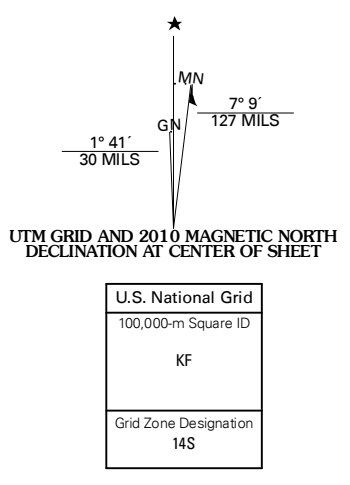 ★
MN
7° 9´
127 MILS
GN
1° 41´
30 MILS
UTM GRID AND 2010 MAGNETIC NORTH
DECLINATION AT CENTER OF SHEET
U.S. National Grid
100,000-m Square ID
KF
Grid Zone Designation
14S